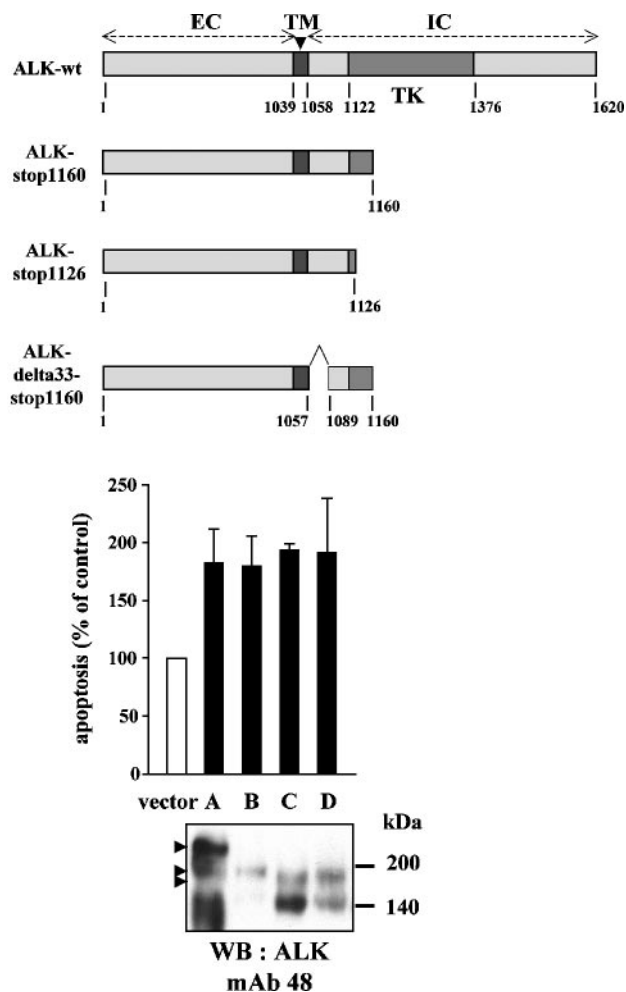 EC TM IC
ALK-wt
1 1039 1058 1122 TK 1376 1620
ALK-
stop1160
1 1160
ALK-
stop1126
1 1126
ALK-
delta33-
stop1160
1 1057 1089 1160
apoptosis (% of control)
250
200
150
100
50
0
vector A B C D
kDa
200
140
WB : ALK
mAb 48